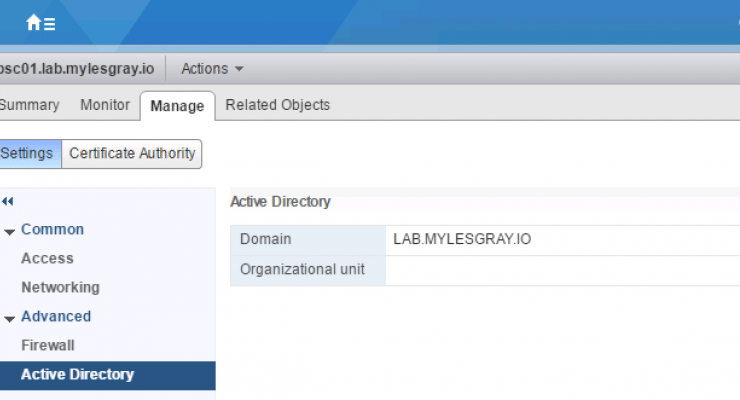 psc01.lab.mylesgray.io Actions
Summary Monitor Manage Related Objects
Settings Certificate Authority
Active Directory
Domain LAB.MYLESGRAY.IO
Organizational unit
Common
Access
Networking
Advanced
Firewall
Active Directory